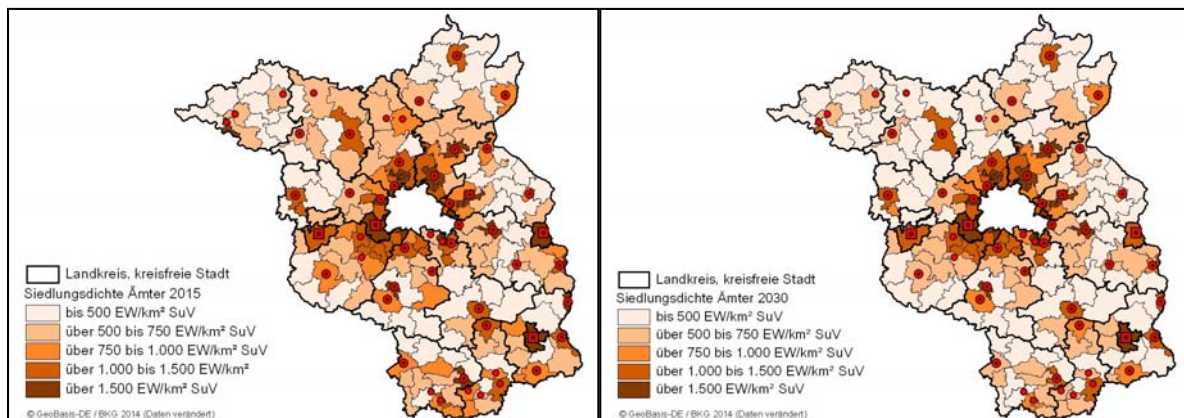 Landkreis, kreisfreie Stadt
Siedlungsdichte Ämter 2015
bis 500 EW/km² SuV
über 500 bis 750 EW/km² SuV
über 750 bis 1.000 EW/km² SuV
über 1.000 bis 1.500 EW/km²
über 1.500 EW/km² SuV
© GeoBasis-DE / BKG 2014 (Daten verändert)
Landkreis, kreisfreie Stadt
Siedlungsdichte Ämter 2030
bis 500 EW/km² SuV
über 500 bis 750 EW/km² SuV
über 750 bis 1.000 EW/km² SuV
über 1.000 bis 1.500 EW/km² SuV
über 1.500 EW/km² SuV
© GeoBasis-DE / BKG 2014 (Daten verändert)